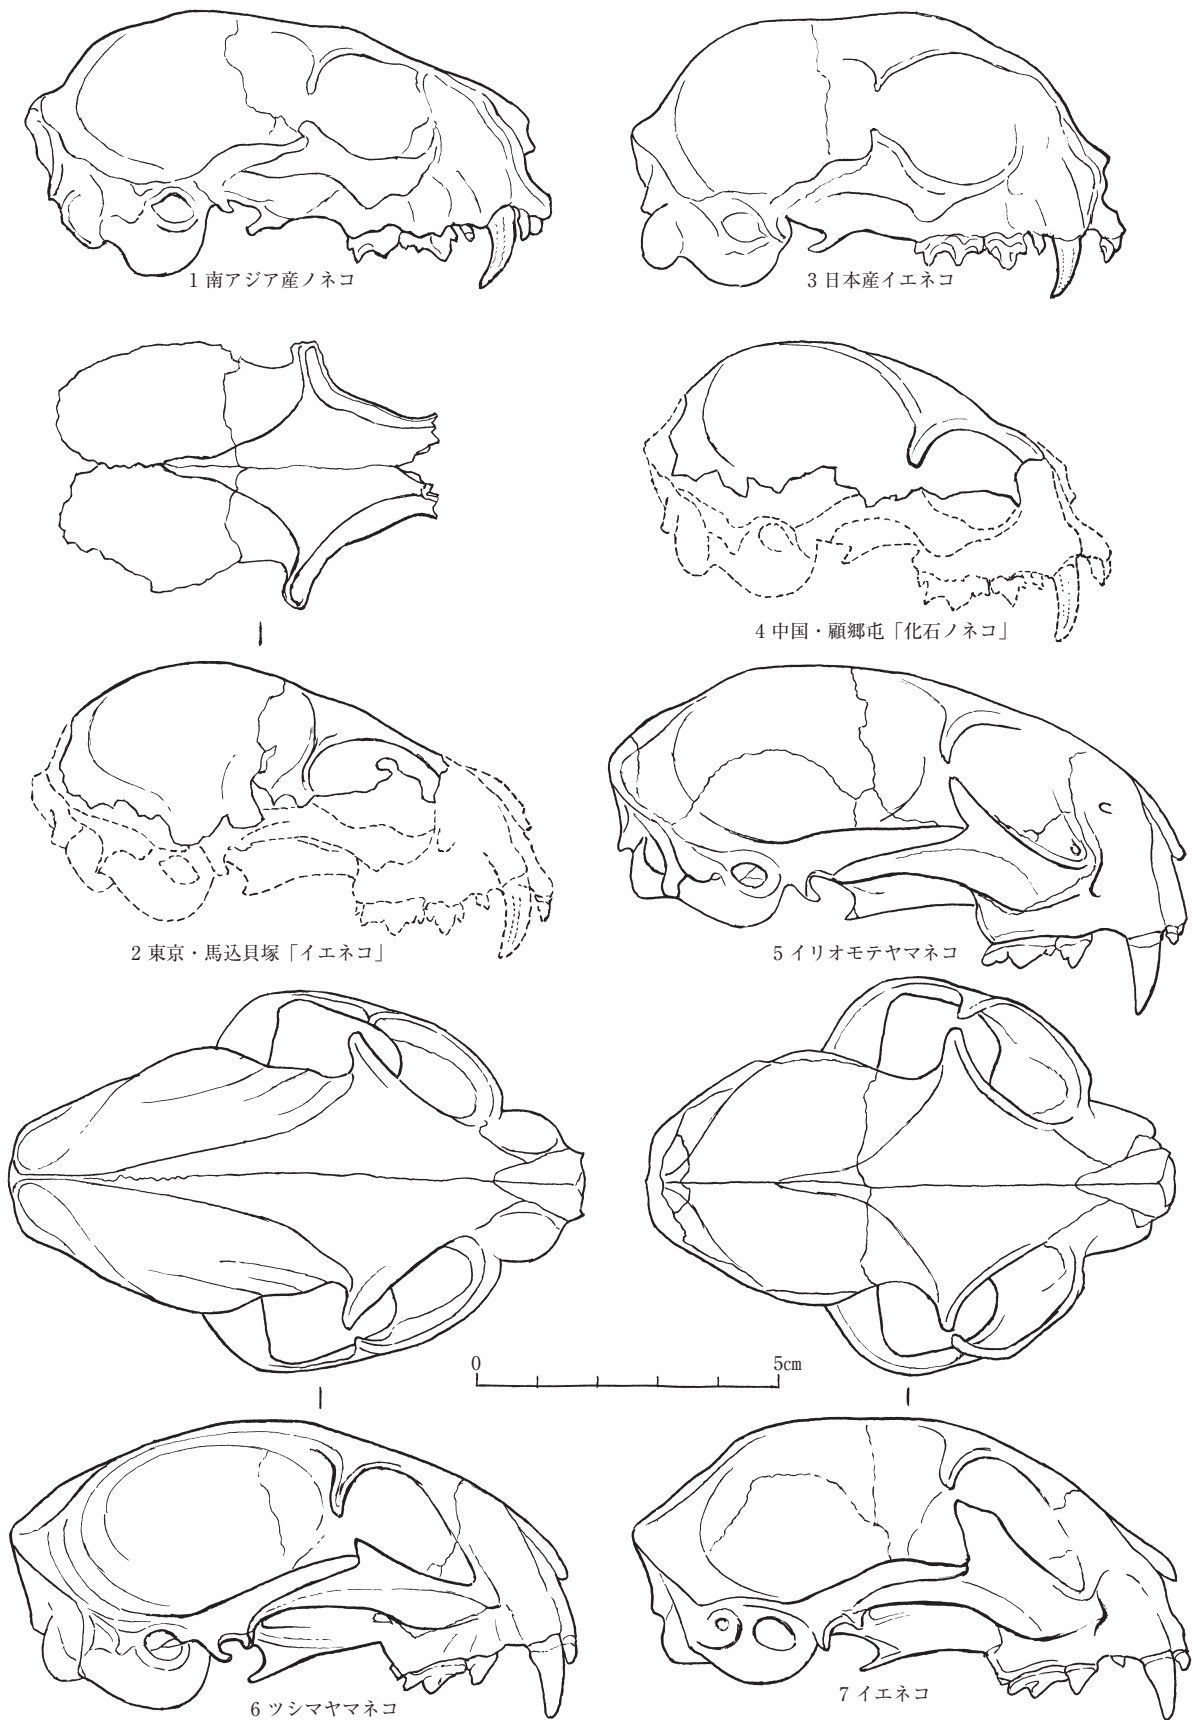 1 南アジア産ノネコ
3 日本産イエネコ
4 中国・顧郷屯「化石ノネコ」
2 東京・馬込貝塚「イエネコ」
5 イリオモテヤマネコ
0 5cm
6 ツシマヤマネコ
7 イエネコ